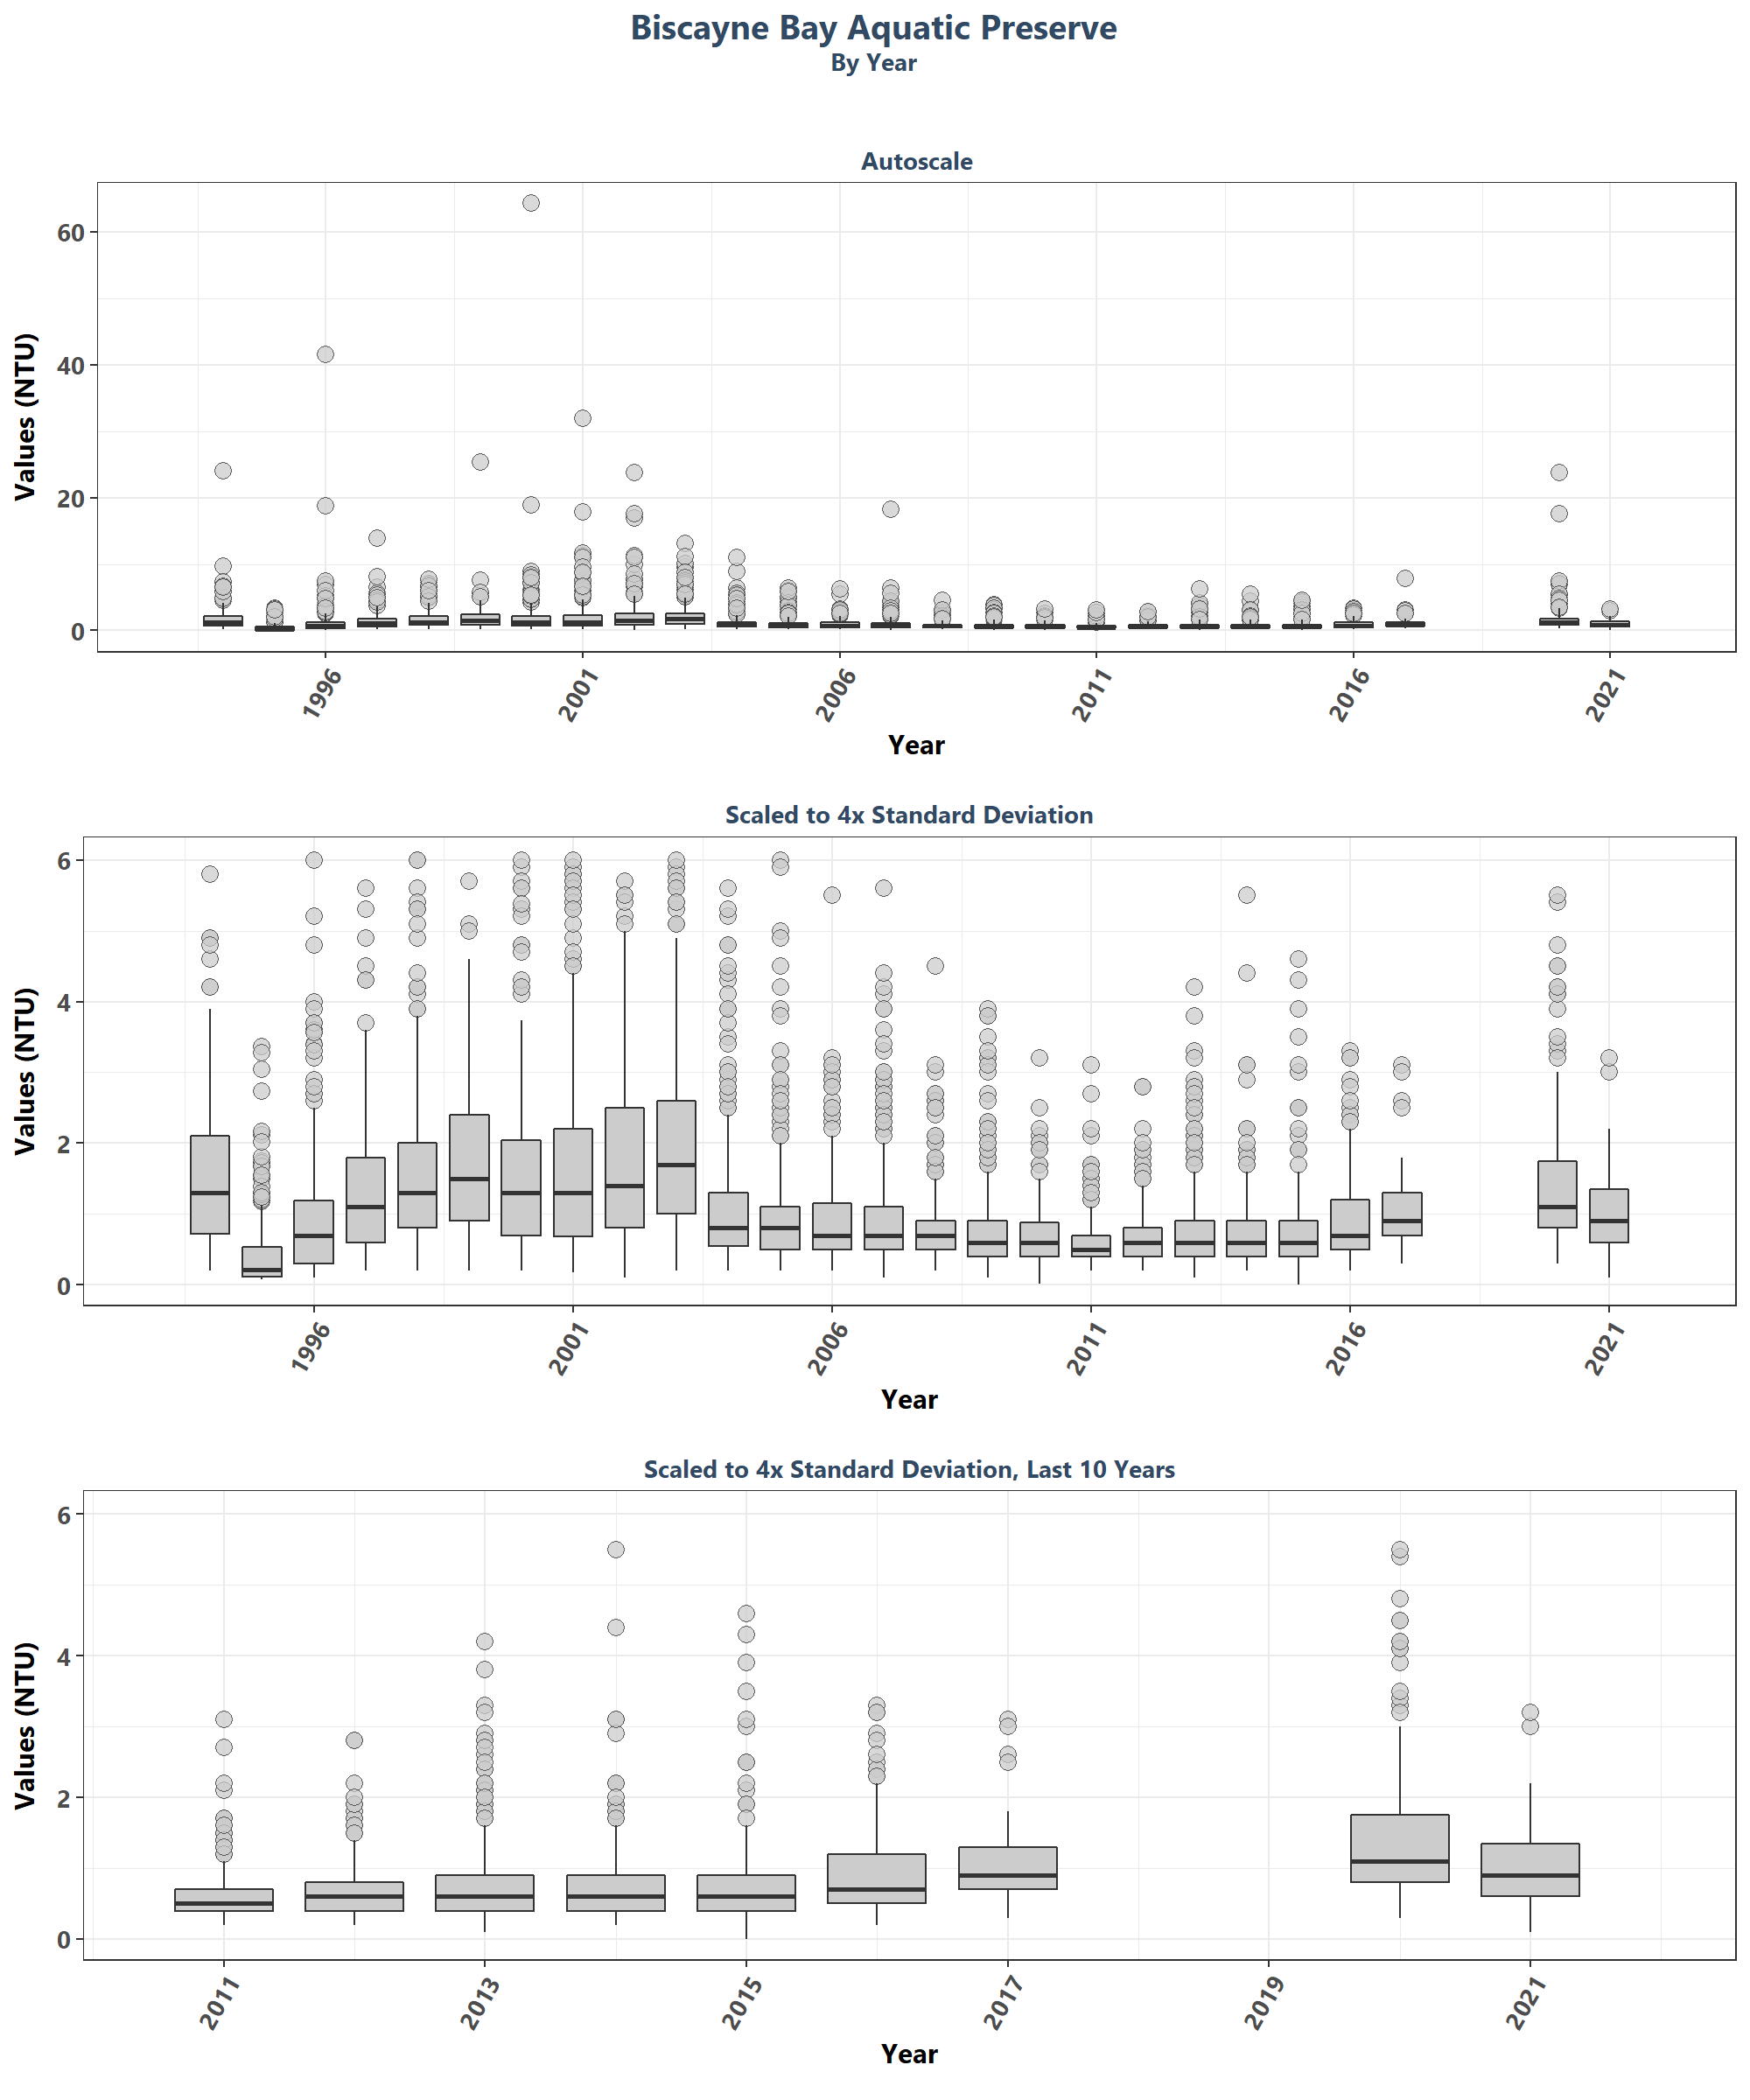 Biscayne Bay Aquatic Preserve
By Year
Autoscale
Values (NTU)
60
40
20
0
1996
2001
2006
2011
2016
2021
Year
Scaled to 4x Standard Deviation
Values (NTU)
6
4
2
0
1996
2001
2006
2011
2016
2021
Year
Scaled to 4x Standard Deviation, Last 10 Years
Values (NTU)
6
4
2
0
2011
2013
2015
2017
2019
2021
Year